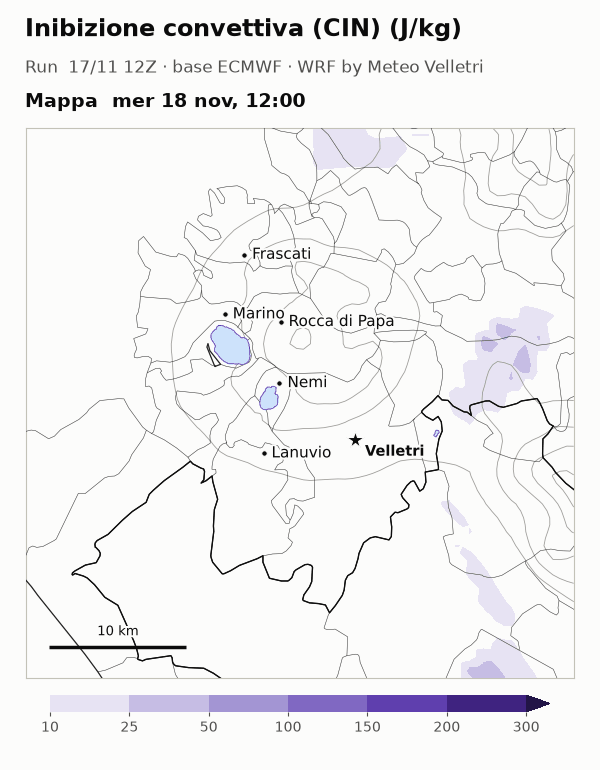 Inibizione convettiva (CIN) (J/kg)
Run  17/11 12Z · base ECMWF · WRF by Meteo Velletri
Mappa  mer 18 nov, 12:00
Frascati
Marino
Rocca di Papa
Nemi
Velletri
Lanuvio
10 km
10 25 50 100 150 200 300